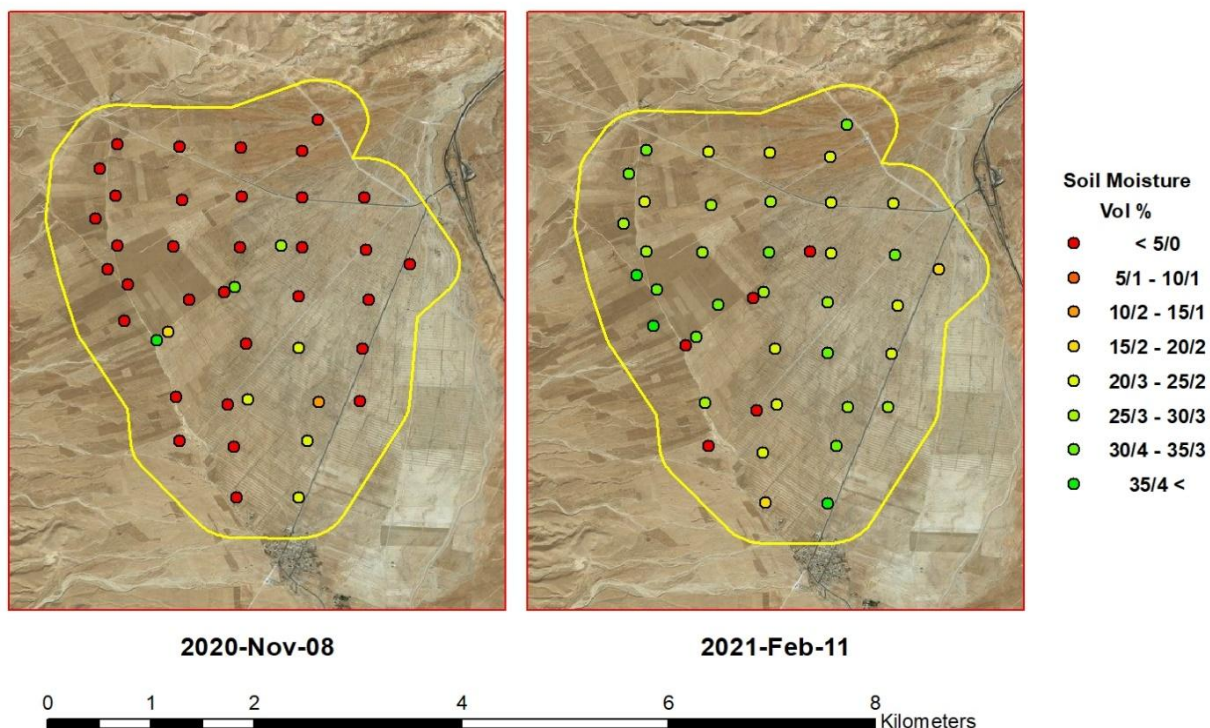 Soil Moisture
Vol %
< 5/0
5/1 - 10/1
10/2 - 15/1
15/2 - 20/2
20/3 - 25/2
25/3 - 30/3
30/4 - 35/3
35/4 <
2020-Nov-08
2021-Feb-11
0 1 2 4 6 8
Kilometers